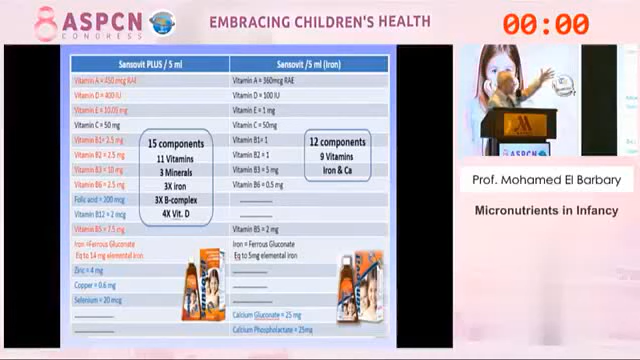 8 ASPCN
CONGRESS
EMBRACING CHILDREN'S HEALTH
00:00
Sansovit PLUS / 5 ml
Sansovit /5 ml (Iron)
Vitamin A = 450 mcg RAE
Vitamin A = 360mcg RAE
Vitamin D = 400 IU
Vitamin D = 100 IU
Vitamin E = 10.05 mg
Vitamin E = 1 mg
Vitamin C = 50 mg
Vitamin C = 50mg
Vitamin B1= 2.5 mg
Vitamin B1= 1
Vitamin B2 = 2.5 mg
Vitamin B2 = 1
Vitamin B3 = 10 mg
Vitamin B3 = 5 mg
Vitamin B6 = 2.5 mg
Vitamin B6 = 0.5 mg
Folic acid = 200 mcg
Vitamin B12 = 2 mcg
Vitamin B5 = 7.5 mg
Vitamin B5 = 2 mg
Iron =Ferrous Gluconate
Eq to 14 mg elemental iron
Iron = Ferrous Gluconate
Eq to 5mg elemental iron
Zinc = 4 mg
Copper = 0.6 mg
Selenium = 20 mcg
Calcium Gluconate = 25 mg
Calcium Phospholactate = 25mg
15 components
11 Vitamins
3 Minerals
3X iron
3X B-complex
4X Vit. D
12 components
9 Vitamins
Iron & Ca
ASPCN
Prof. Mohamed El Barbary
Micronutrients in Infancy